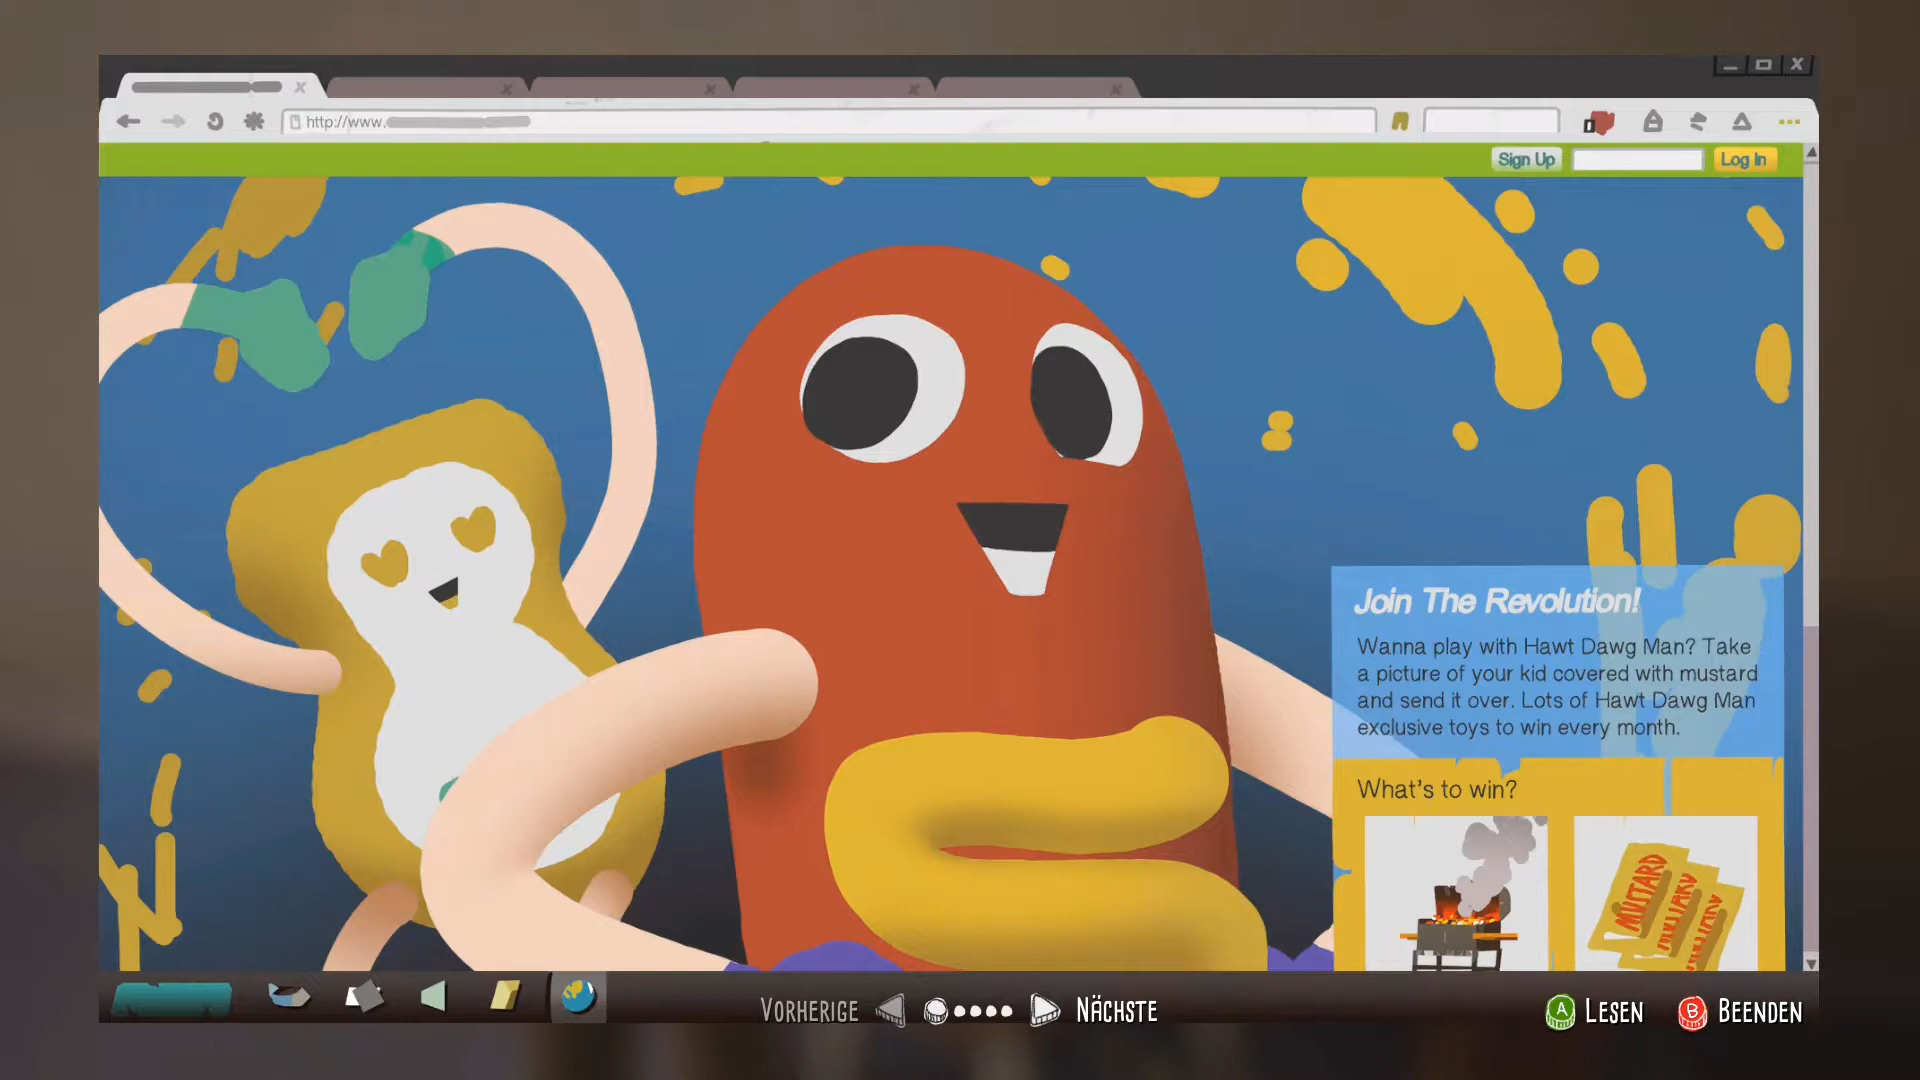 http://www.
Sign Up
Log In
Join The Revolution!
Wanna play with Hawt Dawg Man? Take
a picture of your kid covered with mustard
and send it over. Lots of Hawt Dawg Man
exclusive toys to win every month.
What's to win?
MUSTARD
VORHERIGE
NÄCHSTE
A LESEN
B BEENDEN